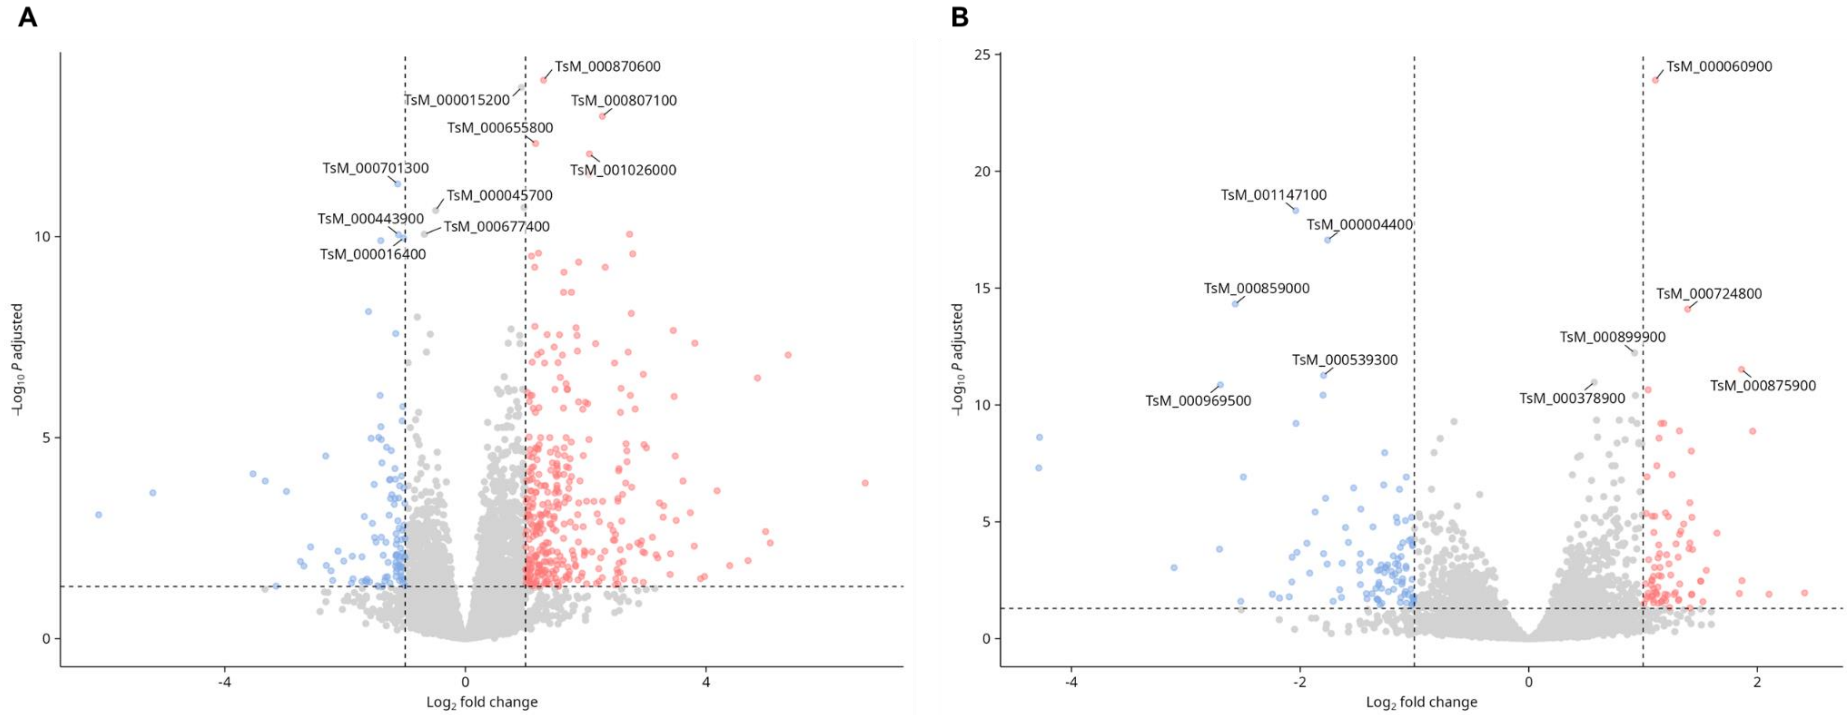 A
TsM_000870600
TsM_000015200
TsM_000807100
TsM_000655800
TsM_001026000
TsM_000701300
TsM_000045700
TsM_000443900
TsM_000677400
TsM_000016400
10
5
0
-Log10 P adjusted
-4
0
4
Log2 fold change
B
25
20
15
10
5
0
-Log10 P adjusted
TsM_000060900
TsM_001147100
TsM_000004400
TsM_000859000
TsM_000724800
TsM_000899900
TsM_000539300
TsM_000875900
TsM_000378900
TsM_000969500
-4
-2
0
2
Log2 fold change